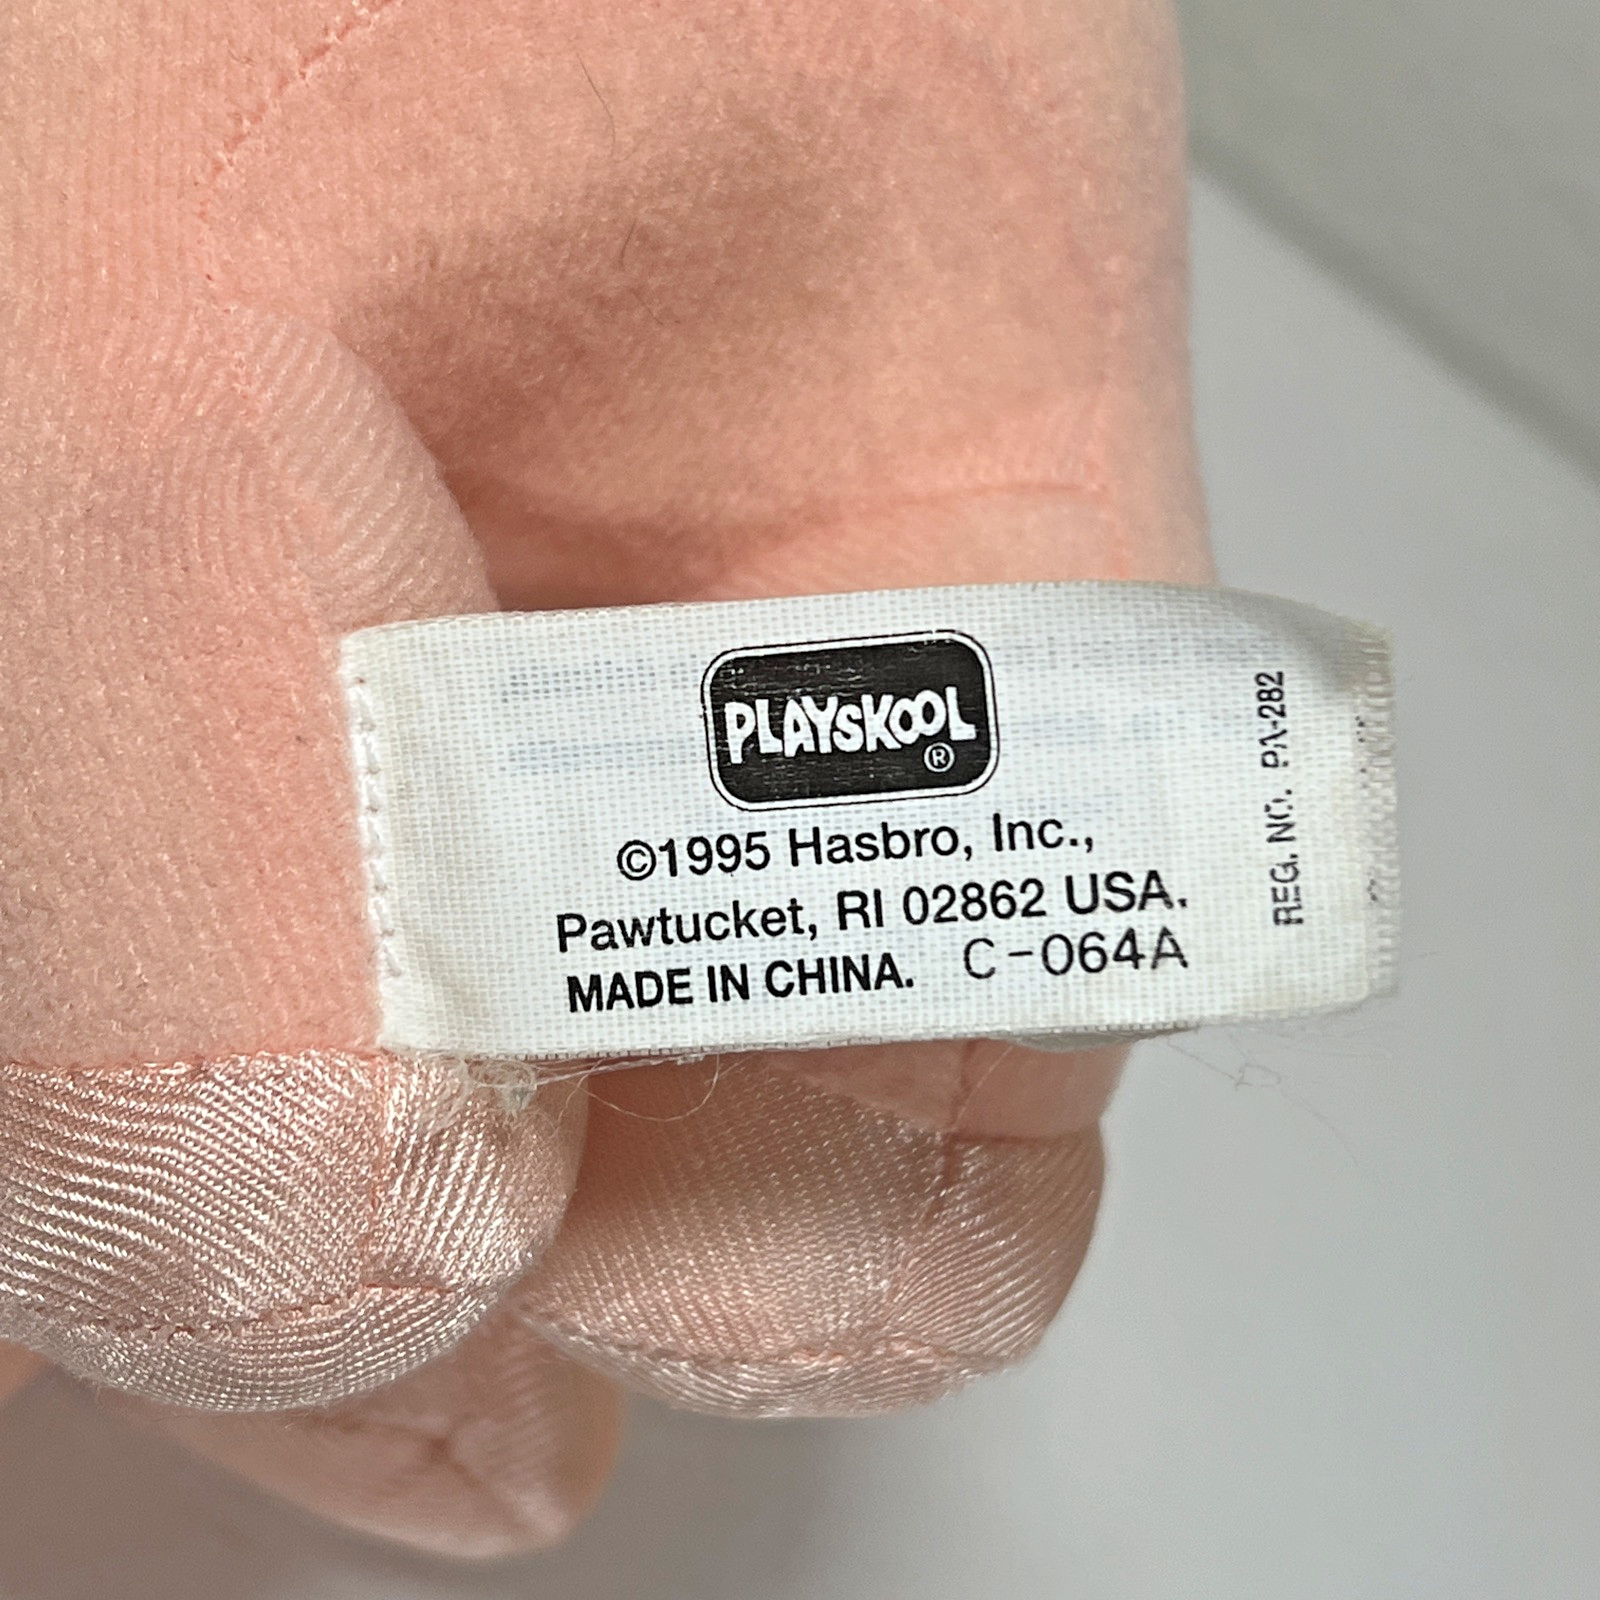 PLAYSKOOL
®
©1995 Hasbro, Inc.,
Pawtucket, RI 02862 USA.
MADE IN CHINA. C-064A
REG. NO. PA-282